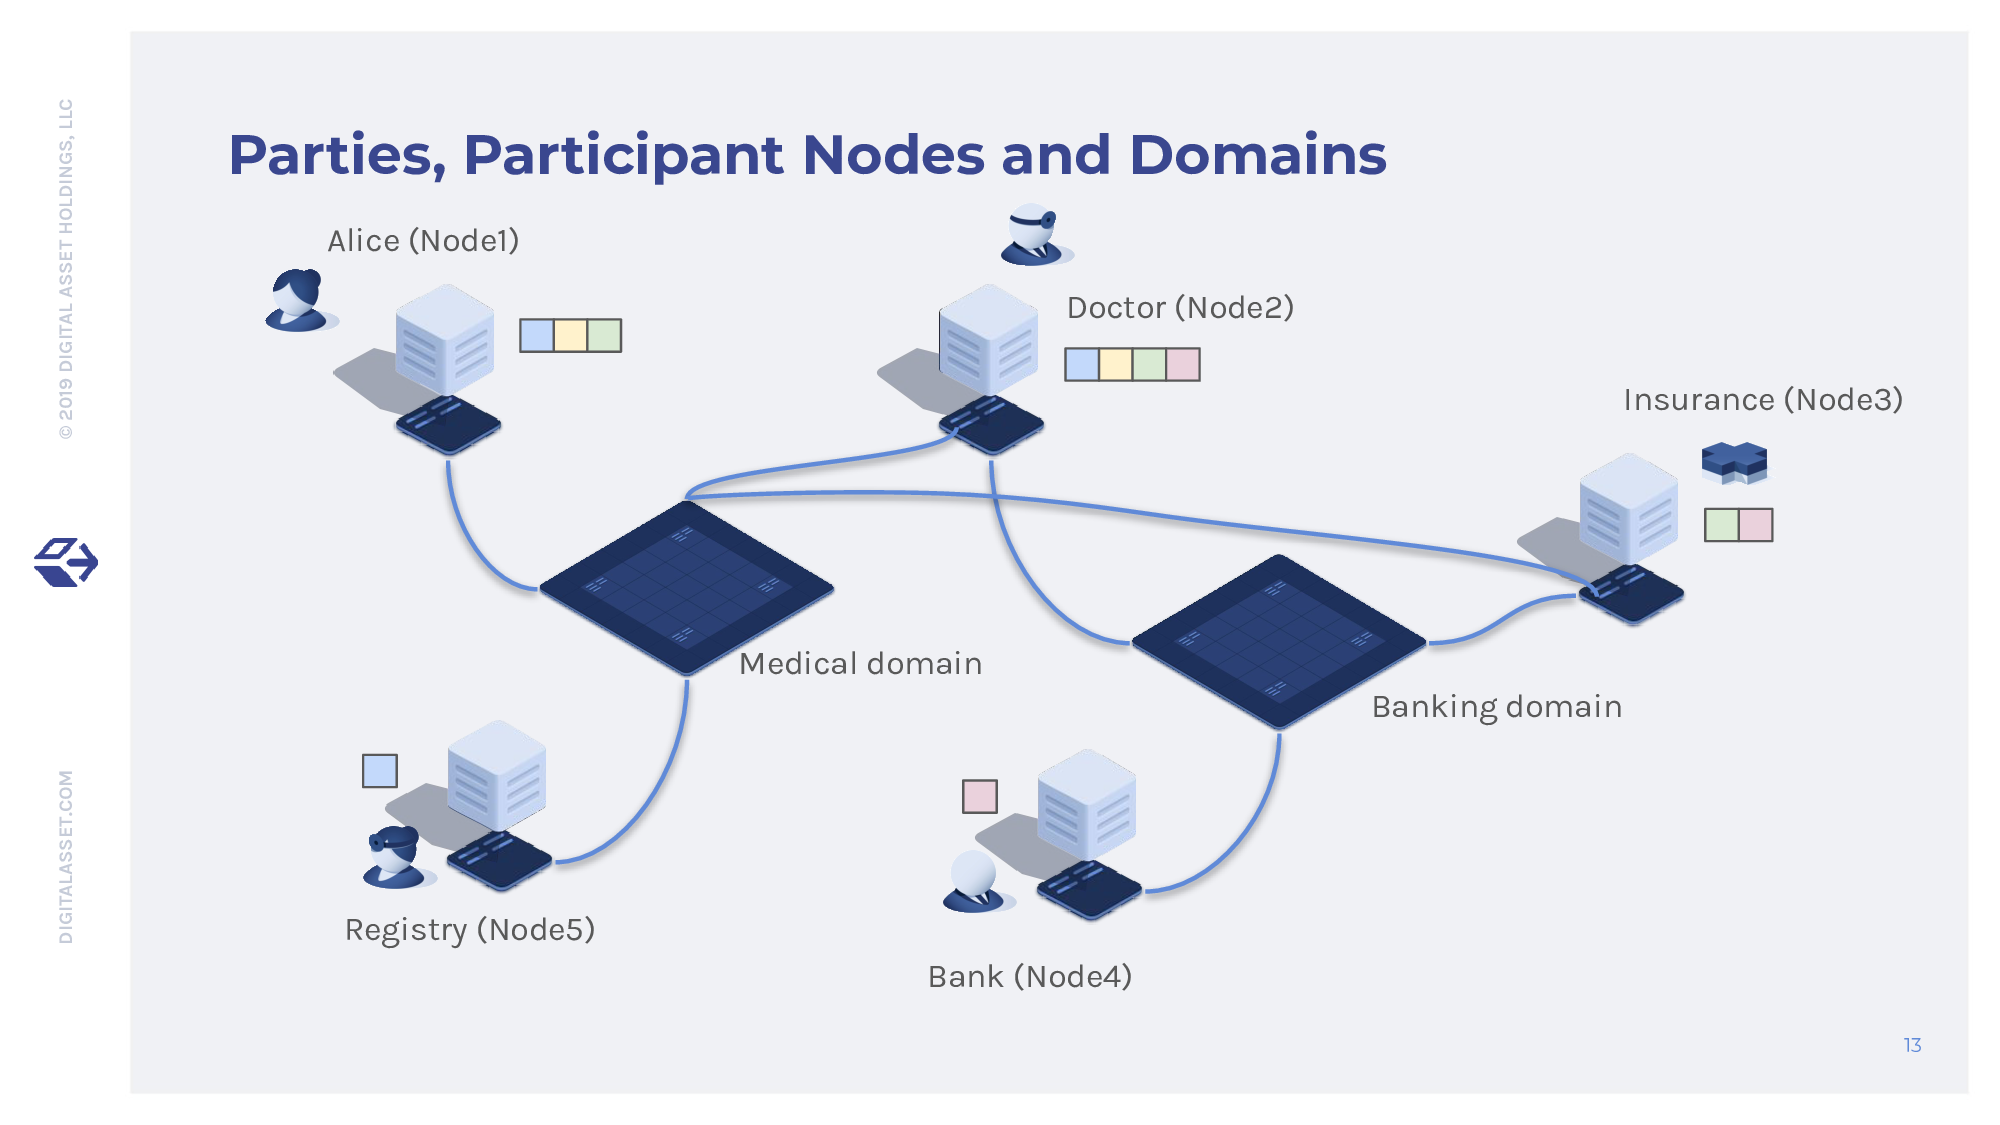 Parties, Participant Nodes and Domains
Alice (Node1)
Doctor (Node2)
Insurance (Node3)
Medical domain
Banking domain
Registry (Node5)
Bank (Node4)
© 2019 DIGITAL ASSET HOLDINGS, LLC
DIGITALASSET.COM
13